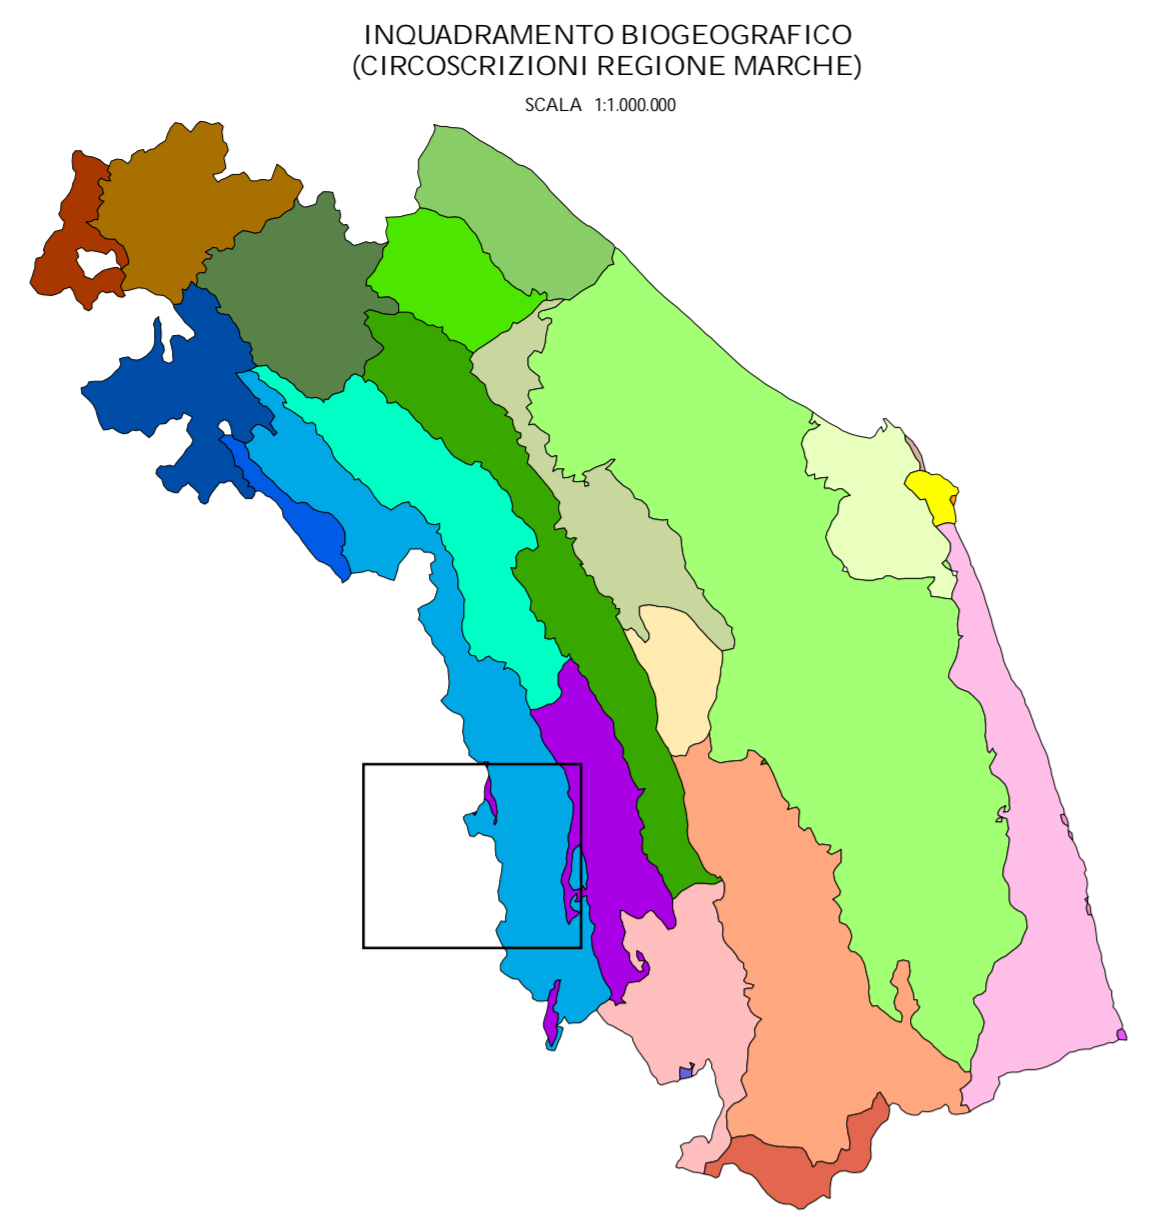 INQUADRAMENTO BIOGEOGRAFICO
(CIRCOSCRIZIONI REGIONE MARCHE)
SCALA 1:1.000.000